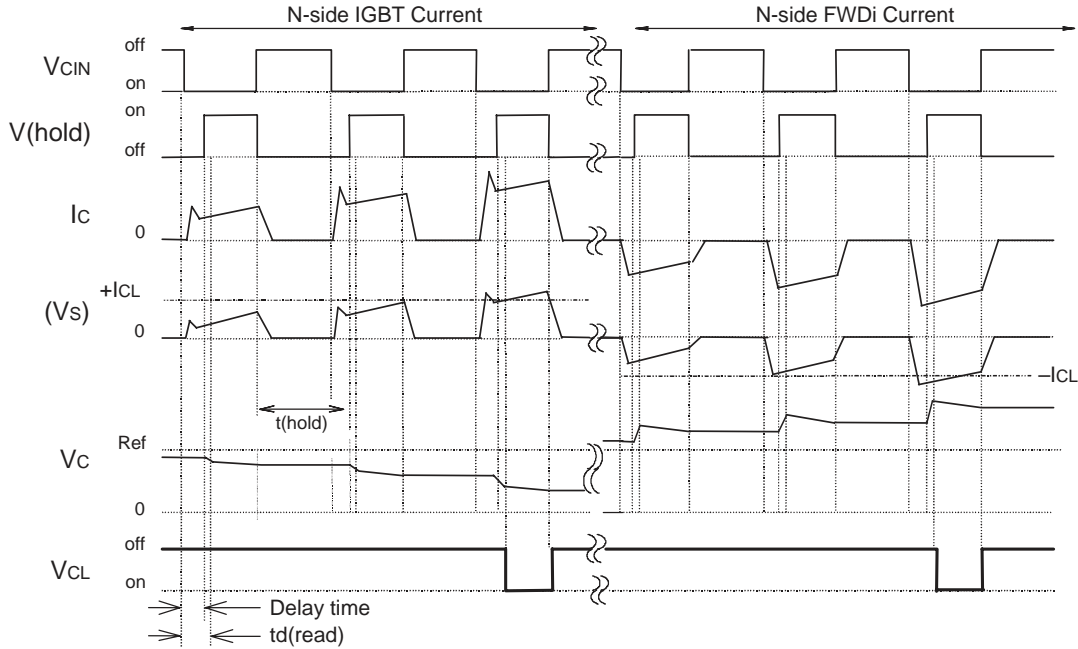 N-side IGBT Current
N-side FWDi Current
VCIN
off
on
V(hold)
on
off
IC
0
+ICL
(VS)
0
–ICL
t(hold)
Ref
VC
0
off
VCL
on
Delay time
td(read)